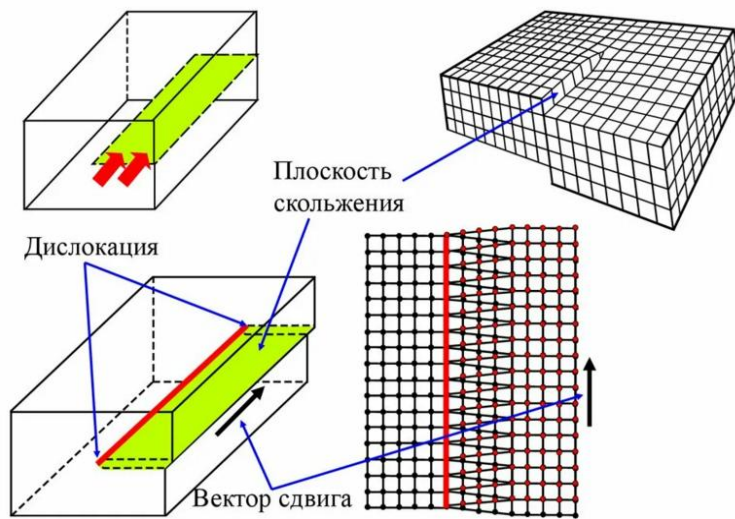 Плоскость
скольжения
Дислокация
Вектор сдвига